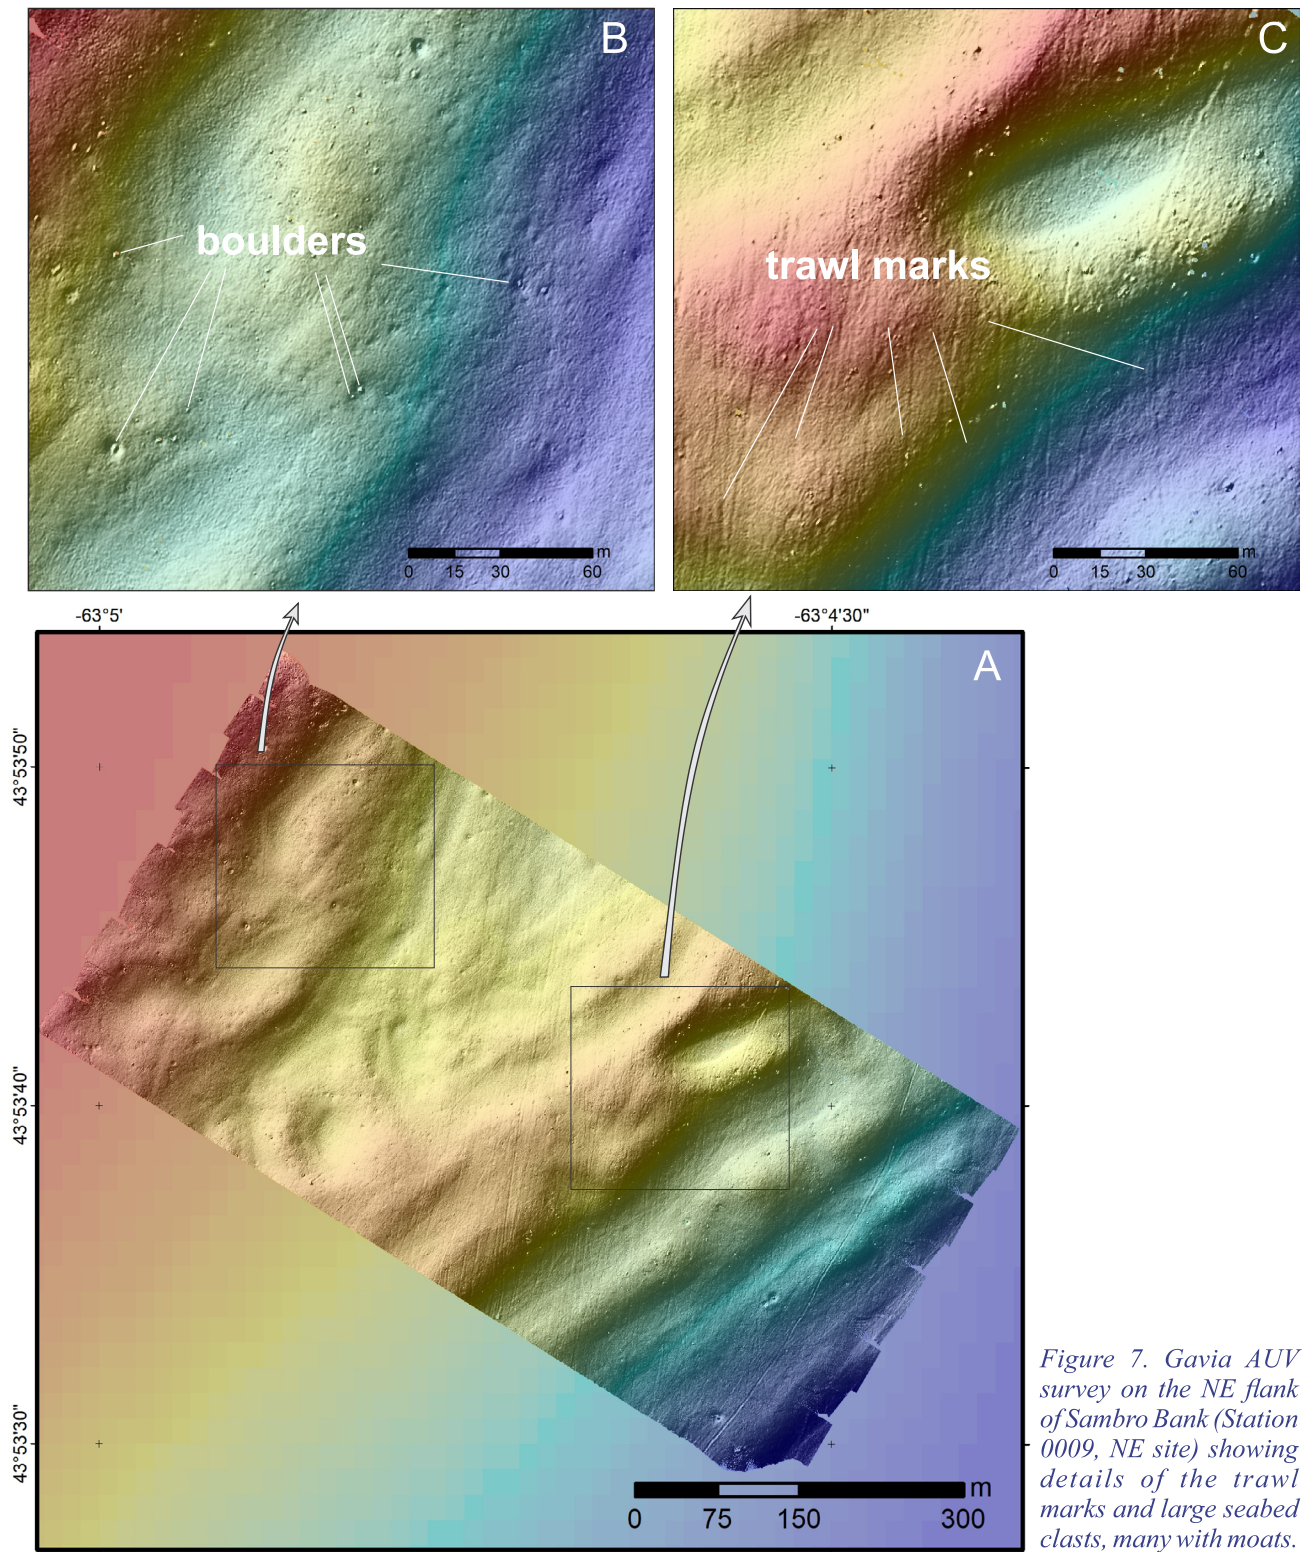 B
boulders
m
0 15 30 60
C
trawl marks
m
0 15 30 60
-63°5'
-63°4'30"
A
43°53'50"
43°53'40"
43°53'30"
m
0 75 150 300
Figure 7. Gavia AUV
survey on the NE flank
of Sambro Bank (Station
0009, NE site) showing
details of the trawl
marks and large seabed
clasts, many with moats.